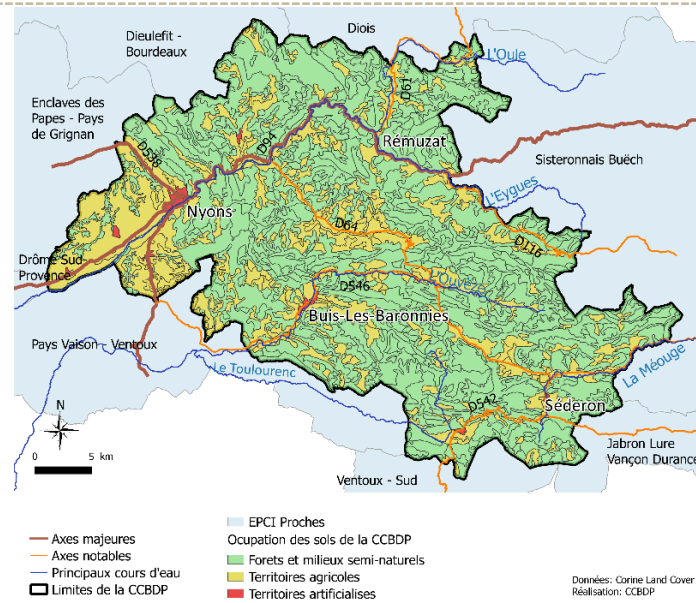 Dieulefit -
Bourdeaux
Diois
L'Oule
Enclaves des
Papes - Pays
de Grignan
D61
D538
D94
Rémuzat
Sisteronnais Buëch
L'Eygues
Nyons
D64
D116
Drôme Sud
Provence
L'Ouvèze
D546
Buis-Les-Baronnies
Pays Vaison - Ventoux
Le Toulourenc
La Méouge
N
D542
Séderon
0 5 km
Jabron Lure
Vançon Durance
Ventoux - Sud
EPCI Proches
Axes majeures
Ocupation des sols de la CCBDP
Axes notables
Forets et milieux semi-naturels
Principaux cours d'eau
Territoires agricoles
Limites de la CCBDP
Territoires artificialises
Données: Corine Land Cover
Réalisation: CCBDP